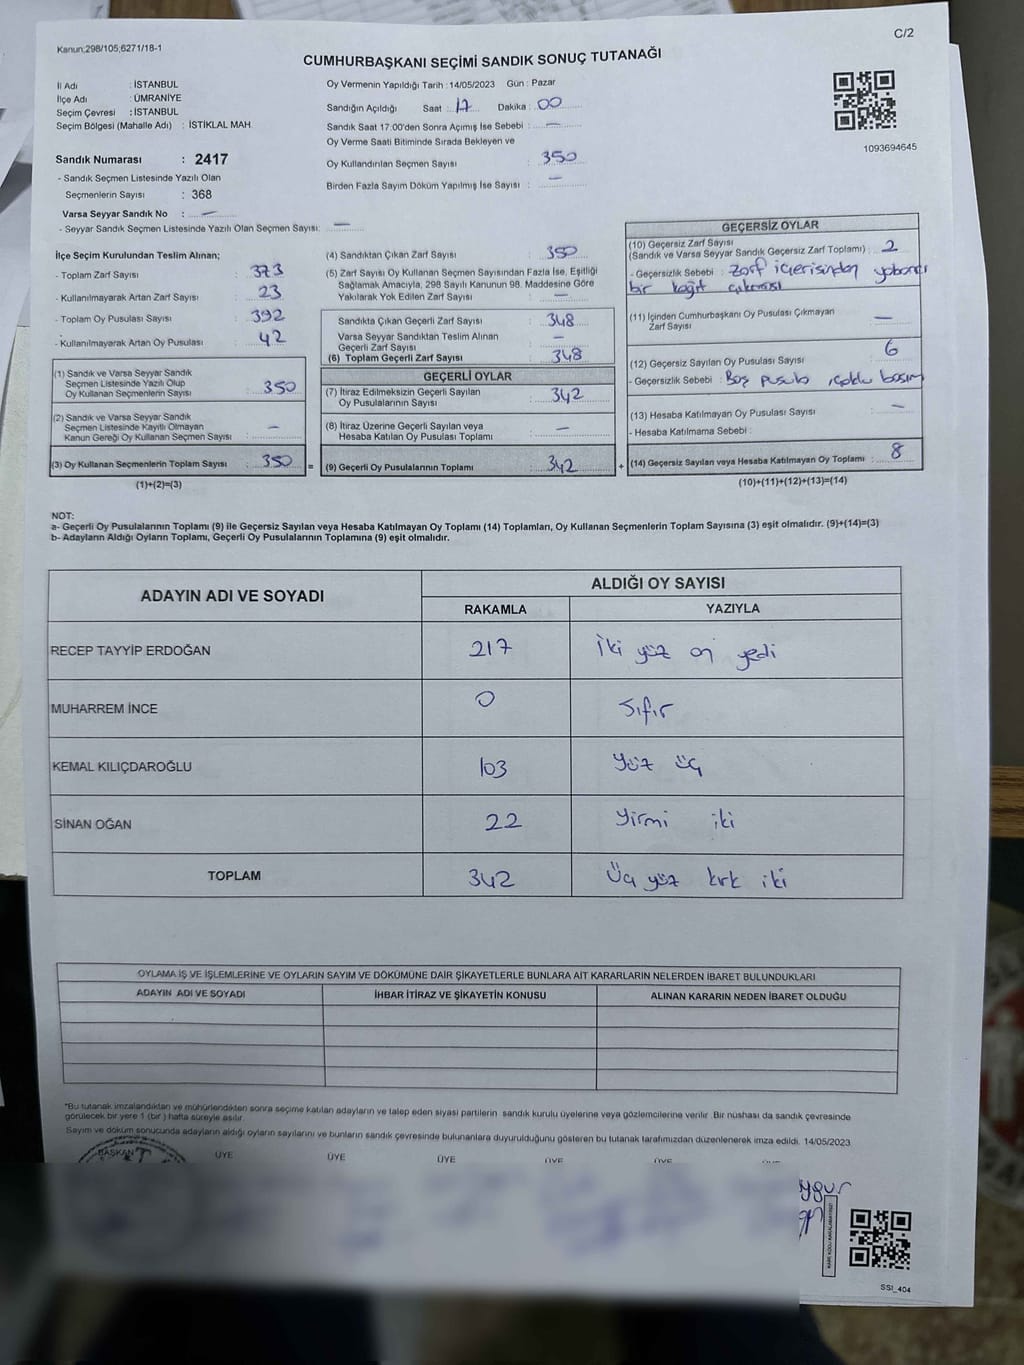 Kanun;298/105;6271/18-1
C/2
CUMHURBAŞKANI SEÇİMİ SANDIK SONUÇ TUTANAĞI
İl Adı : İSTANBUL
İlçe Adı : ÜMRANİYE
Seçim Çevresi : İSTANBUL
Seçim Bölgesi (Mahalle Adı) : İSTİKLAL MAH.
Sandık Numarası : 2417
- Sandık Seçmen Listesinde Yazılı Olan
Seçmenlerin Sayısı : 368
Varsa Seyyar Sandık No : —
- Seyyar Sandık Seçmen Listesinde Yazılı Olan Seçmen Sayısı: —
Oy Vermenin Yapıldığı Tarih : 14/05/2023 Gün : Pazar
Sandığın Açıldığı Saat : 17 Dakika : 00
Sandık Saat 17:00'den Sonra Açımış İse Sebebi : —
Oy Verme Saati Bitiminde Sırada Bekleyen ve
Oy Kullandırılan Seçmen Sayısı : 350
Birden Fazla Sayım Döküm Yapılmış İse Sayısı : —
1093694645
İlçe Seçim Kurulundan Teslim Alınan;
- Toplam Zarf Sayısı : 373
- Kullanılmayarak Artan Zarf Sayısı : 23
- Toplam Oy Pusulası Sayısı : 392
- Kullanılmayarak Artan Oy Pusulası : 42
(1) Sandık ve Varsa Seyyar Sandık
Seçmen Listesinde Yazılı Olup
Oy Kullanan Seçmenlerin Sayısı : 350
(2) Sandık ve Varsa Seyyar Sandık
Seçmen Listesinde Kayıtlı Olmayan
Kanun Gereği Oy Kullanan Seçmen Sayısı : —
(3) Oy Kullanan Seçmenlerin Toplam Sayısı : 350
(1)+(2)=(3)
(4) Sandıktan Çıkan Zarf Sayısı : 350
(5) Zarf Sayısı Oy Kullanan Seçmen Sayısından Fazla İse, Eşitliği
Sağlamak Amacıyla, 298 Sayılı Kanunun 98. Maddesine Göre
Yakılarak Yok Edilen Zarf Sayısı : —
Sandıkta Çıkan Geçerli Zarf Sayısı : 348
Varsa Seyyar Sandıktan Teslim Alınan
Geçerli Zarf Sayısı : —
(6) Toplam Geçerli Zarf Sayısı : 348
GEÇERLİ OYLAR
(7) İtiraz Edilmeksizin Geçerli Sayılan
Oy Pusulalarının Sayısı : 342
(8) İtiraz Üzerine Geçerli Sayılan veya
Hesaba Katılan Oy Pusulası Toplamı : —
= (9) Geçerli Oy Pusulalarının Toplamı : 342 +
GEÇERSİZ OYLAR
(10) Geçersiz Zarf Sayısı
(Sandık ve Varsa Seyyar Sandık Geçersiz Zarf Toplamı) : 2
- Geçersizlik Sebebi : Zarf içerisinden yabancı
bir kağıt çıkması
(11) İçinden Cumhurbaşkanı Oy Pusulası Çıkmayan
Zarf Sayısı : —
(12) Geçersiz Sayılan Oy Pusulası Sayısı : 6
- Geçersizlik Sebebi : Boş pusula
(13) Hesaba Katılmayan Oy Pusulası Sayısı : —
- Hesaba Katılmama Sebebi :
(14) Geçersiz Sayılan veya Hesaba Katılmayan Oy Toplamı : 8
(10)+(11)+(12)+(13)=(14)
NOT:
a- Geçerli Oy Pusulalarının Toplamı (9) ile Geçersiz Sayılan veya Hesaba Katılmayan Oy Toplamı (14) Toplamları, Oy Kullanan Seçmenlerin Toplam Sayısına (3) eşit olmalıdır. (9)+(14)=(3)
b- Adayların Aldığı Oyların Toplamı, Geçerli Oy Pusulalarının Toplamına (9) eşit olmalıdır.
ADAYIN ADI VE SOYADI ALDIĞI OY SAYISI
RAKAMLA YAZIYLA
RECEP TAYYİP ERDOĞAN 217 İki yüz on yedi
MUHARREM İNCE 0 Sıfır
KEMAL KILIÇDAROĞLU 103 Yüz üç
SİNAN OĞAN 22 Yirmi iki
TOPLAM 342 Üç yüz kırk iki
OYLAMA İŞ VE İŞLEMLERİNE VE OYLARIN SAYIM VE DÖKÜMÜNE DAİR ŞİKAYETLERLE BUNLARA AİT KARARLARIN NELERDEN İBARET BULUNDUKLARI
ADAYIN ADI VE SOYADI İHBAR İTİRAZ VE ŞİKAYETİN KONUSU ALINAN KARARIN NEDEN İBARET OLDUĞU
*Bu tutanak imzalandıktan ve mühürlendikten sonra seçime katılan adayların ve talep eden siyasi partilerin sandık kurulu üyelerine veya gözlemcilerine verilir. Bir nüshası da sandık çevresinde
görülecek bir yere 1 (bir) hafta süreyle asılır.
Sayım ve döküm sonucunda adayların aldığı oyların sayılarını ve bunların sandık çevresinde bulunanlara duyurulduğunu gösteren bu tutanak tarafımızdan düzenlenerek imza edildi. 14/05/2023
BAŞKAN ÜYE ÜYE ÜYE ÜYE ÜYE
SSI_404